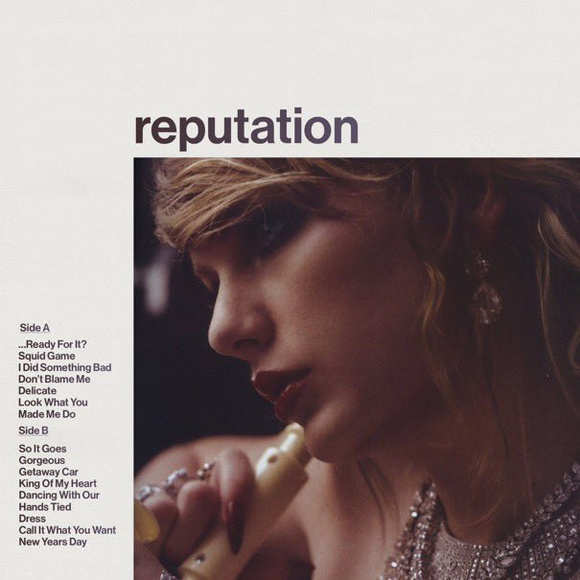 reputation
Side A
...Ready For It?
Squid Game
I Did Something Bad
Don't Blame Me
Delicate
Look What You
Made Me Do
Side B
So It Goes
Gorgeous
Getaway Car
King Of My Heart
Dancing With Our
Hands Tied
Dress
Call It What You Want
New Years Day